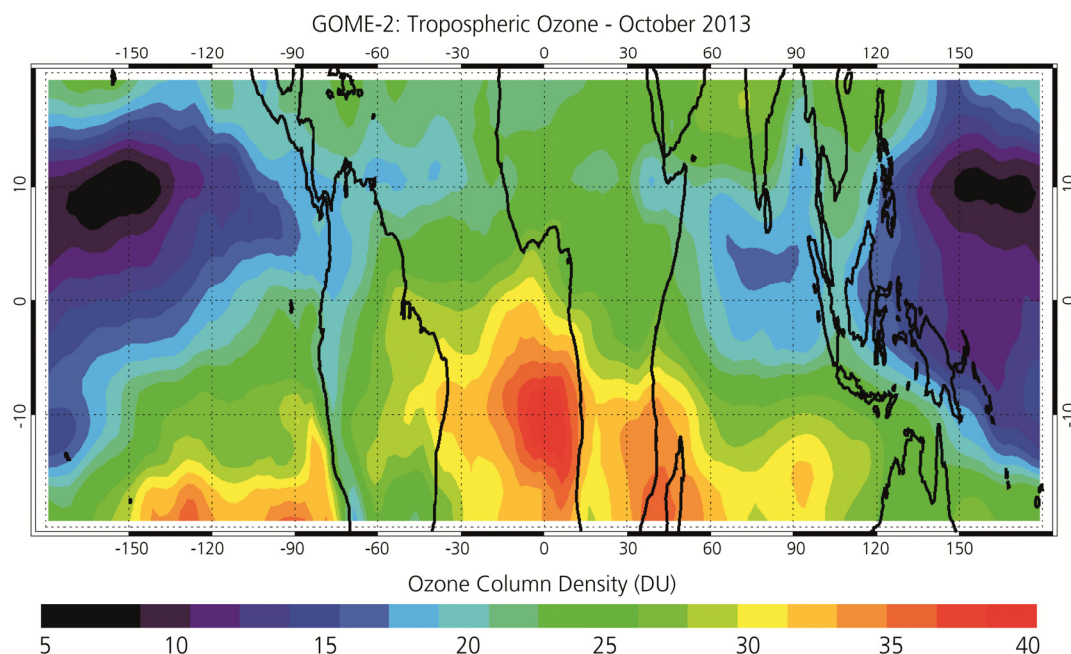 GOME-2: Tropospheric Ozone - October 2013
-150 -120 -90 -60 -30 0 30 60 90 120 150
10 10
0 0
-10 -10
-150 -120 -90 -60 -30 0 30 60 90 120 150
Ozone Column Density (DU)
5 10 15 20 25 30 35 40